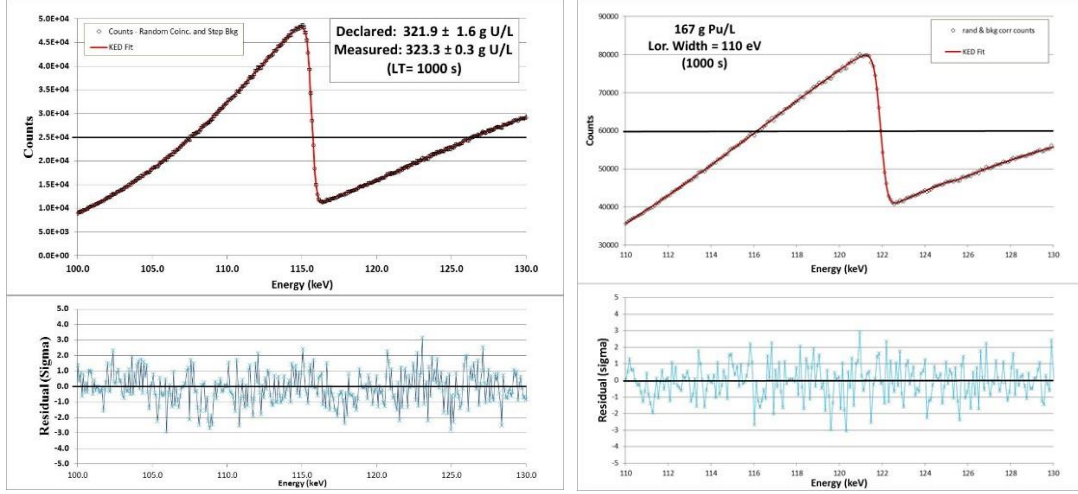 5.0E+04
4.5E+04
4.0E+04
3.5E+04
3.0E+04
2.5E+04
2.0E+04
1.5E+04
1.0E+04
5.0E+03
0.0E+00
Counts
Counts - Random Coinc. and Step Bkg
KED Fit
Declared: 321.9 ± 1.6 g U/L
Measured: 323.3 ± 0.3 g U/L
(LT= 1000 s)
100.0 105.0 110.0 115.0 120.0 125.0 130.0
Energy (keV)
5.0
4.0
3.0
2.0
1.0
0.0
-1.0
-2.0
-3.0
-4.0
-5.0
Residual (Sigma)
100.0 105.0 110.0 115.0 120.0 125.0 130.0
Energy (keV)
90000
80000
70000
60000
50000
40000
30000
Counts
167 g Pu/L
Lor. Width = 110 eV
(1000 s)
rand & bkg corr counts
KED Fit
110 112 114 116 118 120 122 124 126 128 130
Energy (keV)
5
4
3
2
1
0
-1
-2
-3
-4
-5
Residual (sigma)
110 112 114 116 118 120 122 124 126 128 130
Energy (keV)